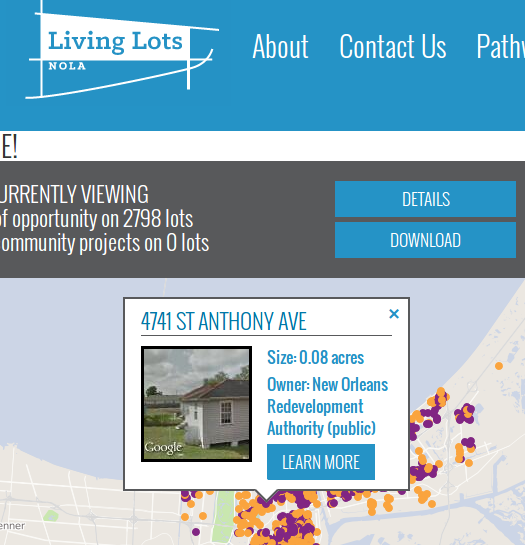 Living Lots
NOLA
About
Contact Us
E!
URRENTLY VIEWING
of opportunity on 2798 lots
ommunity projects on 0 lots
DETAILS
DOWNLOAD
4741 ST ANTHONY AVE
×
Size: 0.08 acres
Owner: New Orleans
Redevelopment
Authority (public)
Google
LEARN MORE
enner